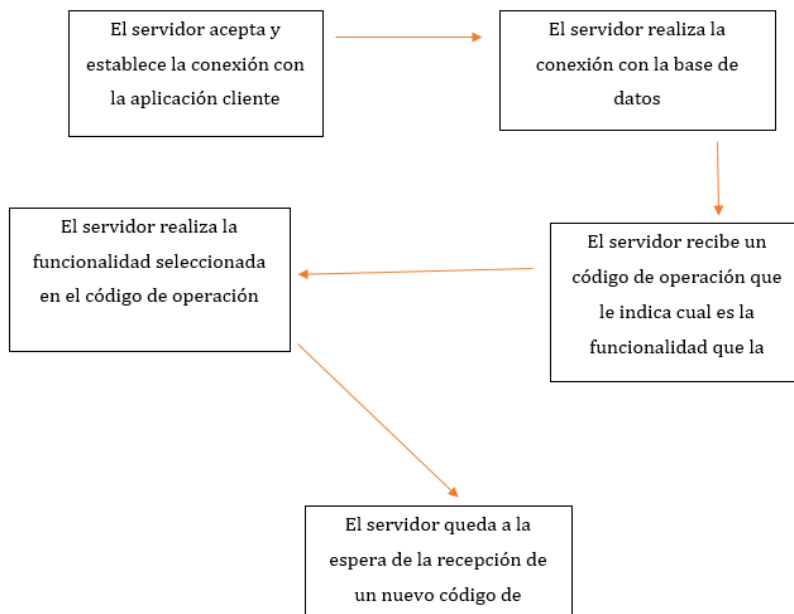 El servidor acepta y
establece la conexión con
la aplicación cliente
El servidor realiza la
conexión con la base de
datos
El servidor recibe un
código de operación que
le indica cual es la
funcionalidad que la
El servidor realiza la
funcionalidad seleccionada
en el código de operación
El servidor queda a la
espera de la recepción de
un nuevo código de